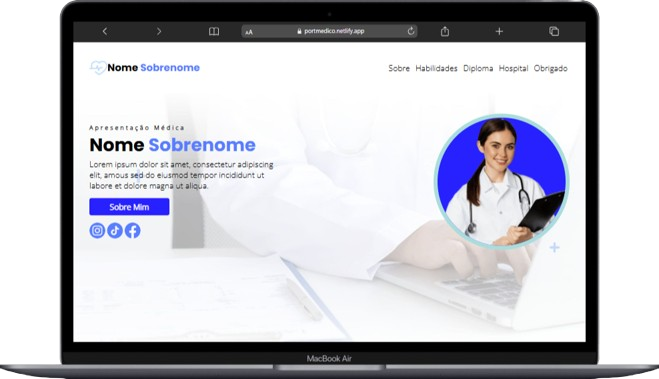 AA portmedico.netlify.app
Nome Sobrenome
Sobre Habilidades Diploma Hospital Obrigado
Apresentação Médica
Nome Sobrenome
Lorem ipsum dolor sit amet, consectetur adipiscing
elit, amous sed do eiusmod tempor incididunt ut
labore et dolore magna ut aliqua.
Sobre Mim
MacBook Air